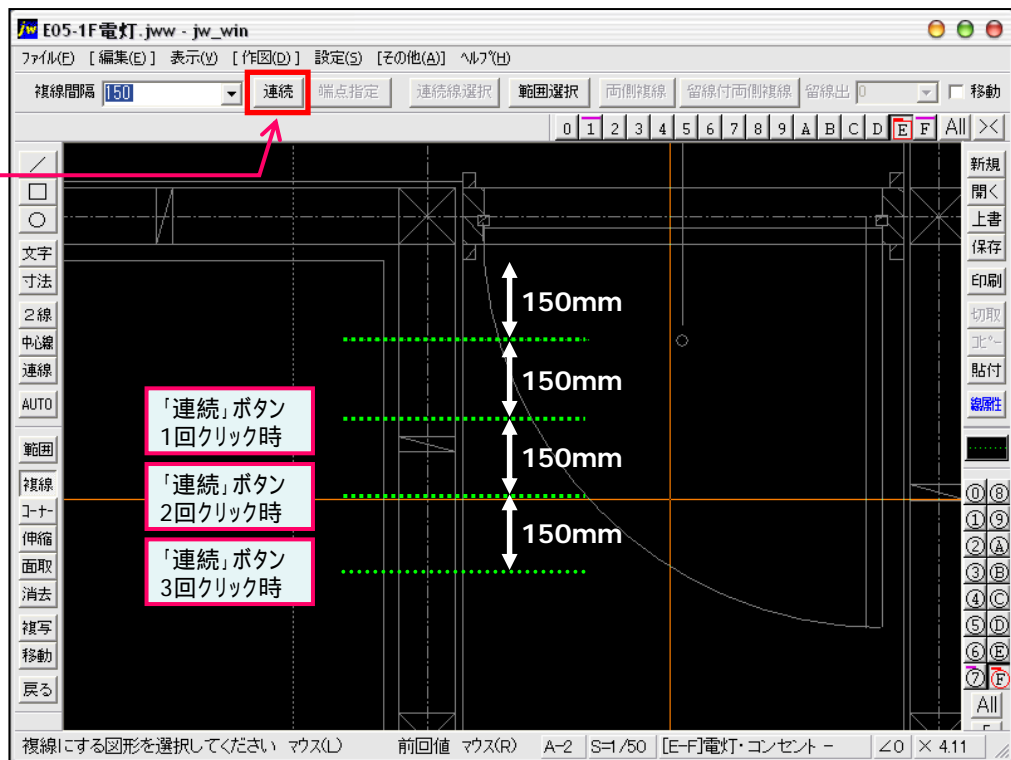 E05-1F電灯.jww - jw_win
ファイル(F) [編集(E)] 表示(V) [作図(D)] 設定(S) [その他(A)] ヘルプ(H)
複線間隔 150 連続 端点指定 連続線選択 範囲選択 両側複線 留線付両側複線 留線出 0 移動
0 1 2 3 4 5 6 7 8 9 A B C D E F All ><
/
□
○
文字
寸法
2線
中心線
連線
AUTO
範囲
複線
コーナー
伸縮
面取
消去
複写
移動
戻る
150mm
150mm
150mm
150mm
「連続」ボタン
1回クリック時
「連続」ボタン
2回クリック時
「連続」ボタン
3回クリック時
新規
開く
上書
保存
印刷
切取
コピー
貼付
線属性
0 8
1 9
2 A
3 B
4 C
5 D
6 E
7 F
All
複線にする図形を選択してください マウス(L) 前回値 マウス(R) A-2 S=1/50 [E-F]電灯・コンセント - ∠0 × 4.11